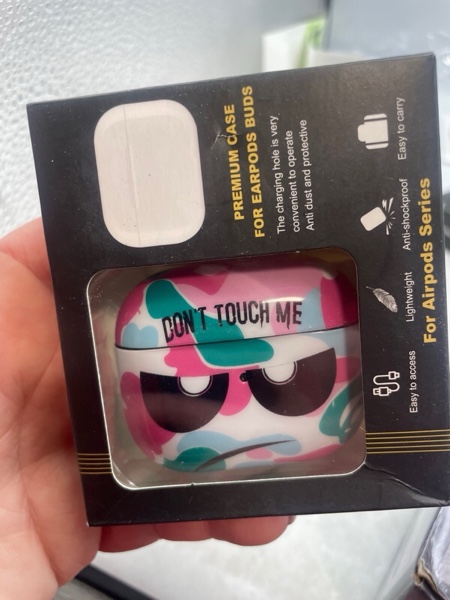 PREMIUM CASE
FOR EARPODS BUDS
The charging hole is very
convenient to operate
Anti dust and protective
DON'T TOUCH ME
Easy to access
Lightweight
Anti-shockproof
Easy to carry
For Airpods Series